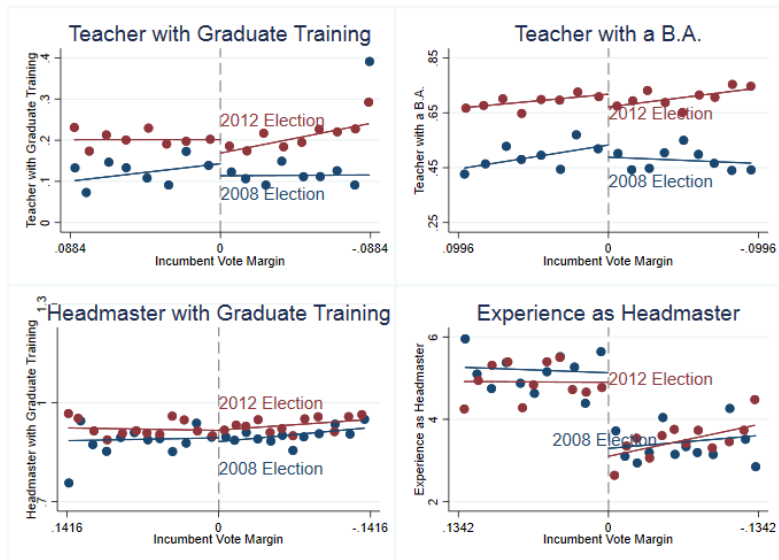 Teacher with Graduate Training
Teacher with Graduate Training
.4
.3
.2
.1
0
2012 Election
2008 Election
.0884
0
-.0884
Incumbent Vote Margin
Teacher with a B.A.
Teacher with a B.A.
.85
.65
.45
.25
2012 Election
2008 Election
.0996
0
-.0996
Incumbent Vote Margin
Headmaster with Graduate Training
Headmaster with Graduate Training
1.3
1
.7
2012 Election
2008 Election
.1416
0
-.1416
Incumbent Vote Margin
Experience as Headmaster
Experience as Headmaster
6
4
2
2012 Election
2008 Election
.1342
0
-.1342
Incumbent Vote Margin